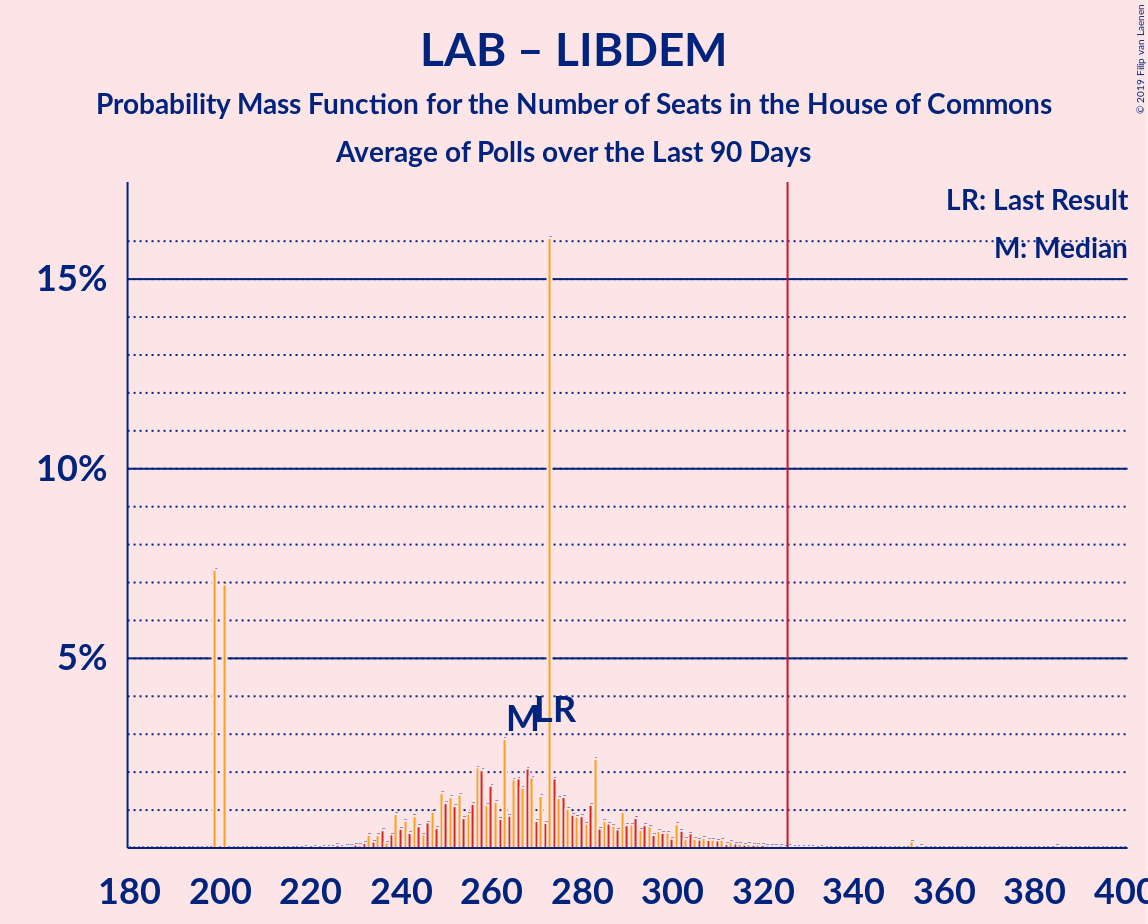 LAB – LIBDEM
Probability Mass Function for the Number of Seats in the House of Commons
Average of Polls over the Last 90 Days
© 2019 Filip van Laenen
LR: Last Result
M: Median
15%
10%
5%
M LR
180 200 220 240 260 280 300 320 340 360 380 400